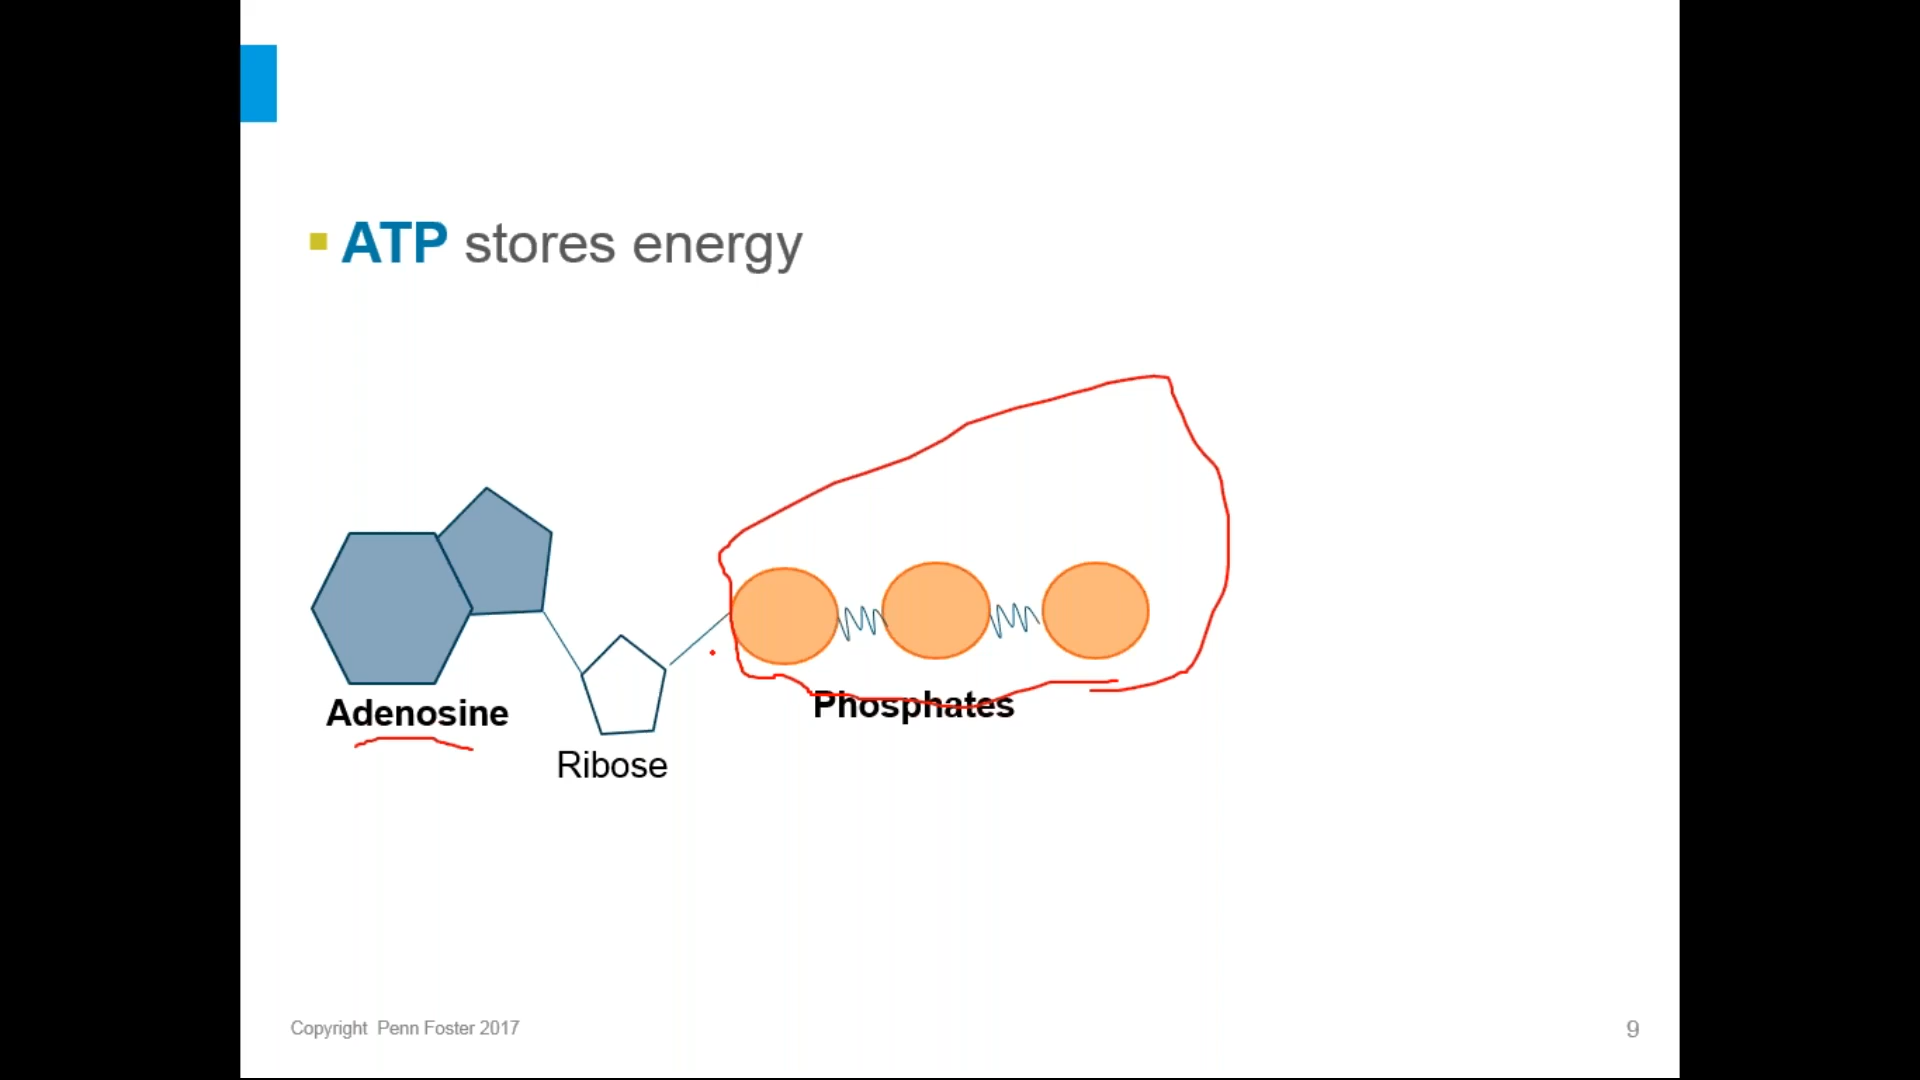 ATP stores energy
Adenosine
Phosphates
Ribose
Copyright Penn Foster 2017
9